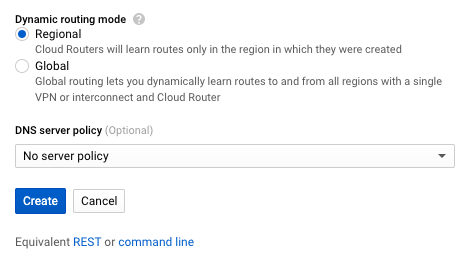 Dynamic routing mode ?
Regional
Cloud Routers will learn routes only in the region in which they were created
Global
Global routing lets you dynamically learn routes to and from all regions with a single
VPN or interconnect and Cloud Router
DNS server policy (Optional)
No server policy
Create Cancel
Equivalent REST or command line